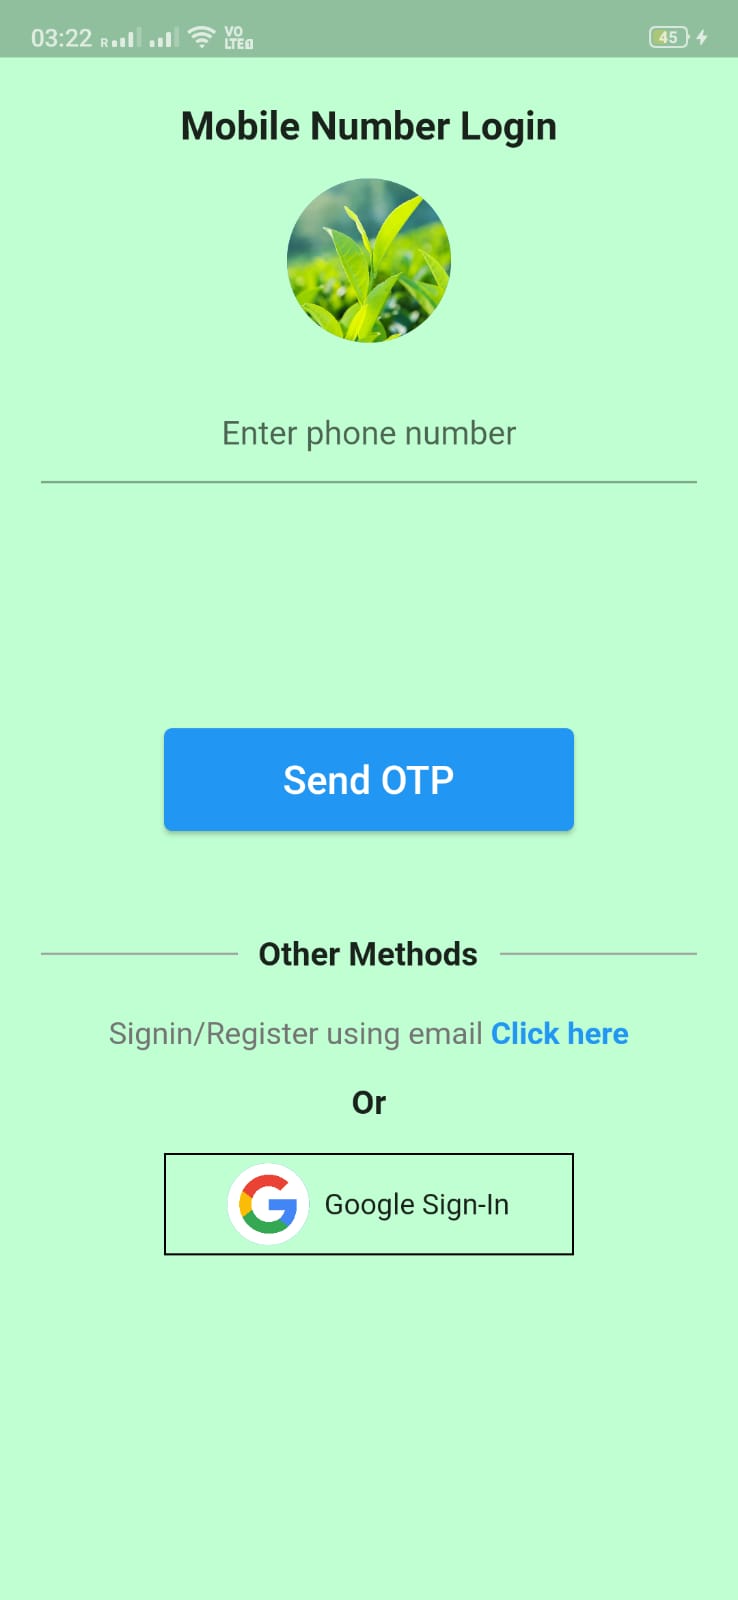 03:22 R VO LTE 45
Mobile Number Login
Enter phone number
Send OTP
Other Methods
Signin/Register using email Click here
Or
Google Sign-In